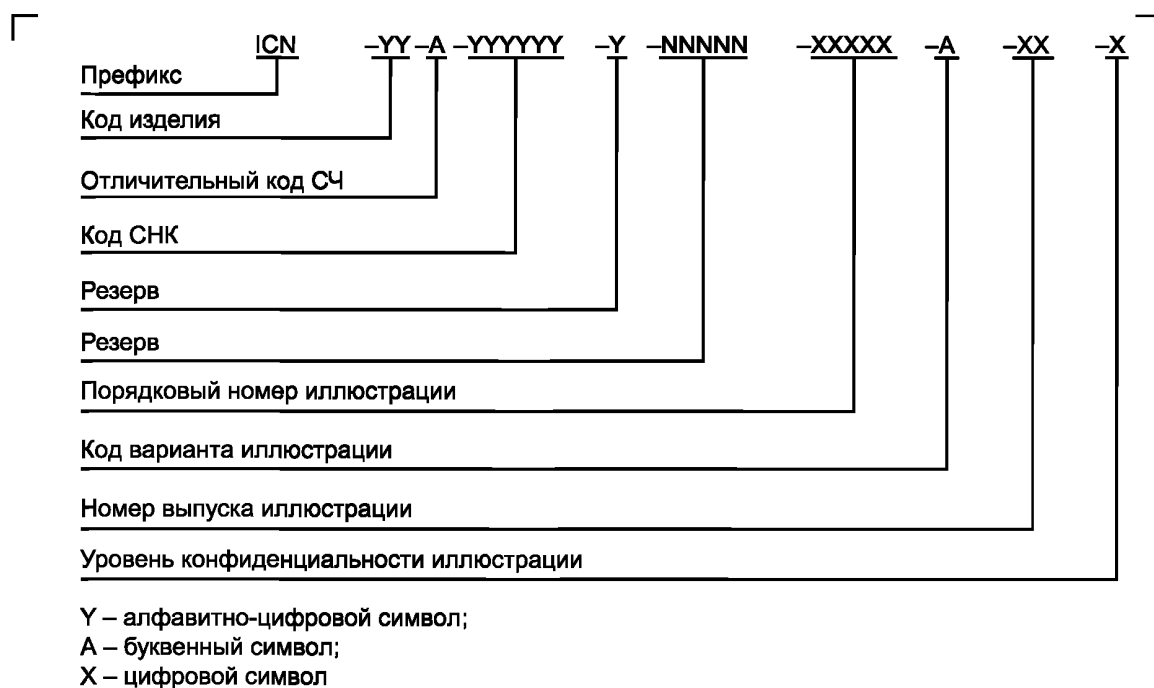 ICN –YY –A –YYYYYY –Y –NNNNN –XXXXX –A –XX –X
Префикс
Код изделия
Отличительный код СЧ
Код СНК
Резерв
Резерв
Порядковый номер иллюстрации
Код варианта иллюстрации
Номер выпуска иллюстрации
Уровень конфиденциальности иллюстрации
Y – алфавитно-цифровой символ;
A – буквенный символ;
X – цифровой символ